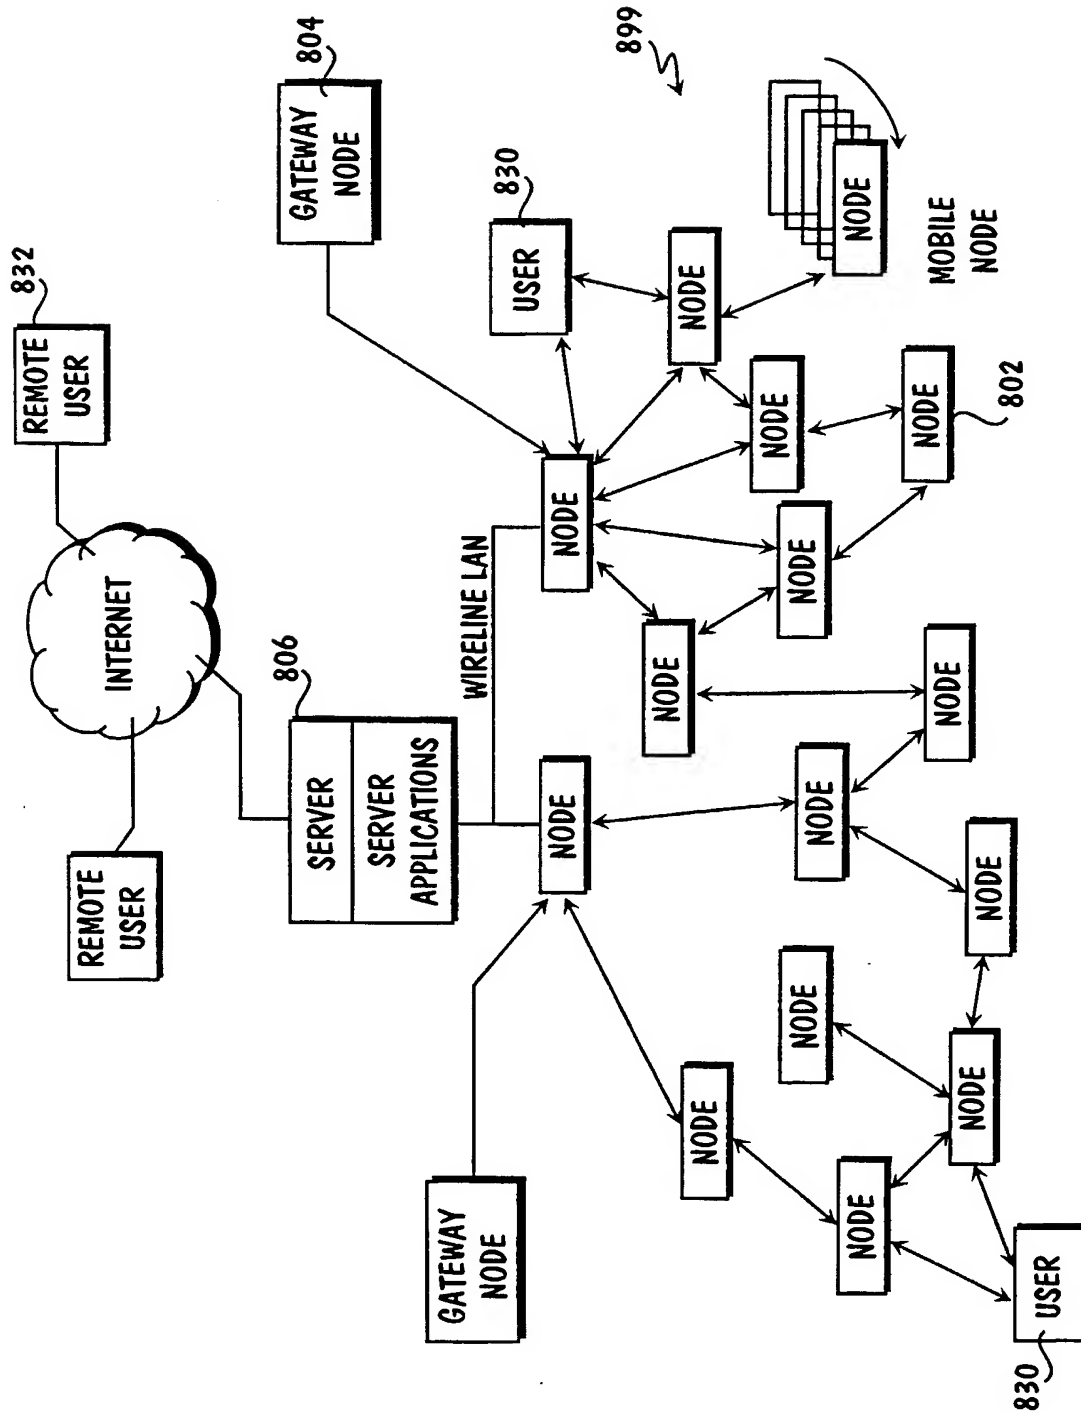 832
REMOTE
USER
REMOTE
USER
INTERNET
806
804
SERVER
SERVER
APPLICATIONS
GATEWAY
NODE
GATEWAY
NODE
WIRELINE LAN
830
USER
NODE
NODE
899
NODE
NODE
NODE
NODE
NODE
NODE
NODE
NODE
NODE
NODE
NODE
MOBILE
NODE
NODE
NODE
802
830
USER